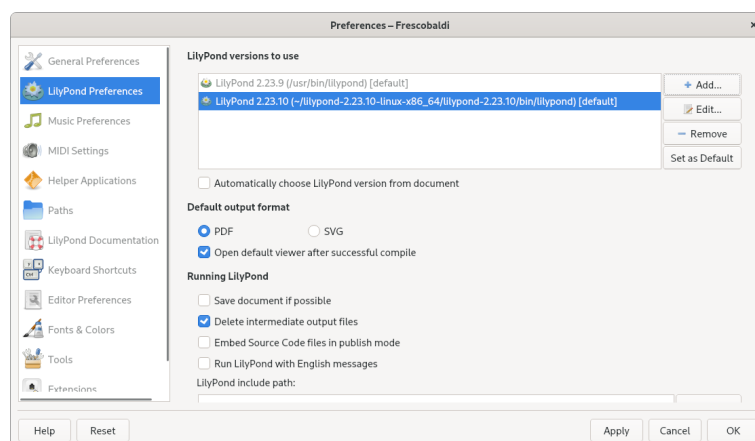 Preferences – Frescobaldi
General Preferences
LilyPond Preferences
Music Preferences
MIDI Settings
Helper Applications
Paths
LilyPond Documentation
Keyboard Shortcuts
Editor Preferences
Fonts & Colors
Tools
Extensions
LilyPond versions to use
LilyPond 2.23.9 (/usr/bin/lilypond) [default]
LilyPond 2.23.10 (~/lilypond-2.23.10-linux-x86_64/lilypond-2.23.10/bin/lilypond) [default]
Add...
Edit...
Remove
Set as Default
Automatically choose LilyPond version from document
Default output format
PDF SVG
Open default viewer after successful compile
Running LilyPond
Save document if possible
Delete intermediate output files
Embed Source Code files in publish mode
Run LilyPond with English messages
LilyPond include path:
Help Reset Apply Cancel OK